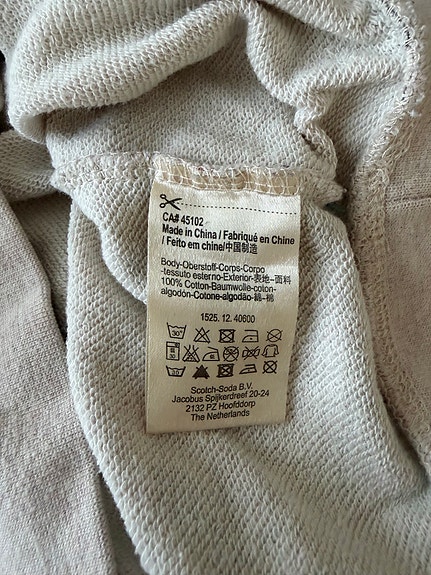 CA# 45102
Made in China / Fabriqué en Chine
/ Feito em chine/中国制造
Body-Oberstoff-Corps-Corpo
-tessuto esterno-Exterior-表地-面料
100% Cotton-Baumwolle-coton-
algodón-Cotone-algodão-綿-棉
1525. 12. 40600
30°
Scotch-Soda B.V.
Jacobus Spijkerdreef 20-24
2132 PZ Hoofddorp
The Netherlands